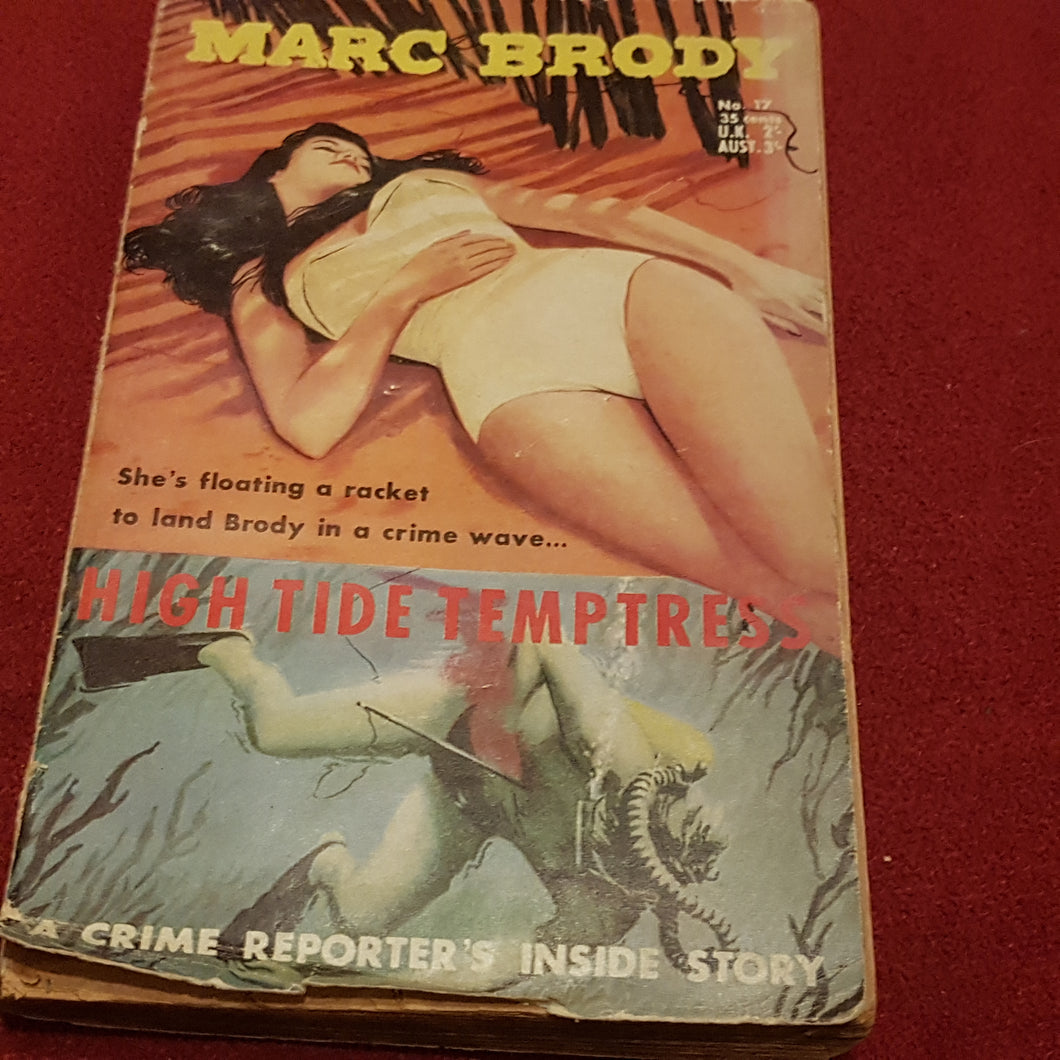 MARC BRODY
No. 17
35 cents
U.K. 2'-
AUST. 3'-
She's floating a racket
to land Brody in a crime wave...
HIGH TIDE TEMPTRESS
A CRIME REPORTER'S INSIDE STORY